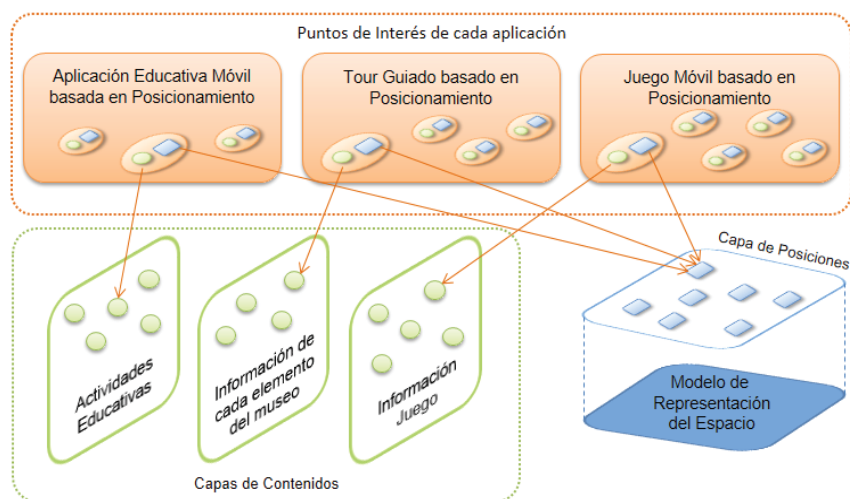 Puntos de Interés de cada aplicación
Aplicación Educativa Móvil
basada en Posicionamiento
Tour Guiado basado en
Posicionamiento
Juego Móvil basado en
Posicionamiento
Capa de Posiciones
Actividades
Educativas
Información de
cada elemento
del museo
Información
Juego
Modelo de
Representación
del Espacio
Capas de Contenidos